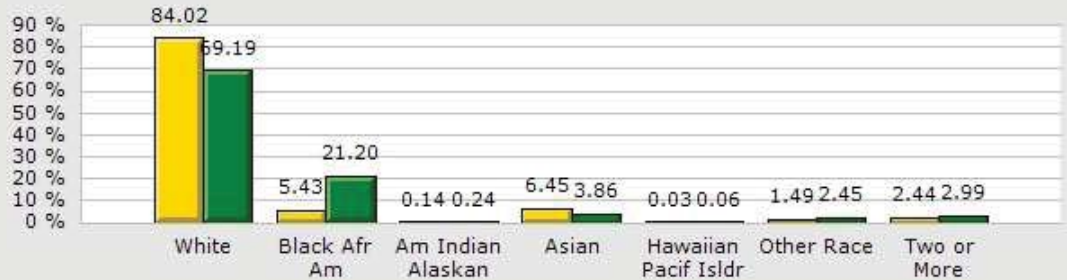 84.02
90 %
80 %
69.19
70 %
60 %
50 %
40 %
30 %
21.20
20 %
5.43
0.14 0.24
6.45 3.86
0.03 0.06
1.49 2.45
2.44 2.99
10 %
0 %
White
Black Afr
Am
Am Indian
Alaskan
Asian
Hawaiian
Pacif Isldr
Other Race
Two or
More